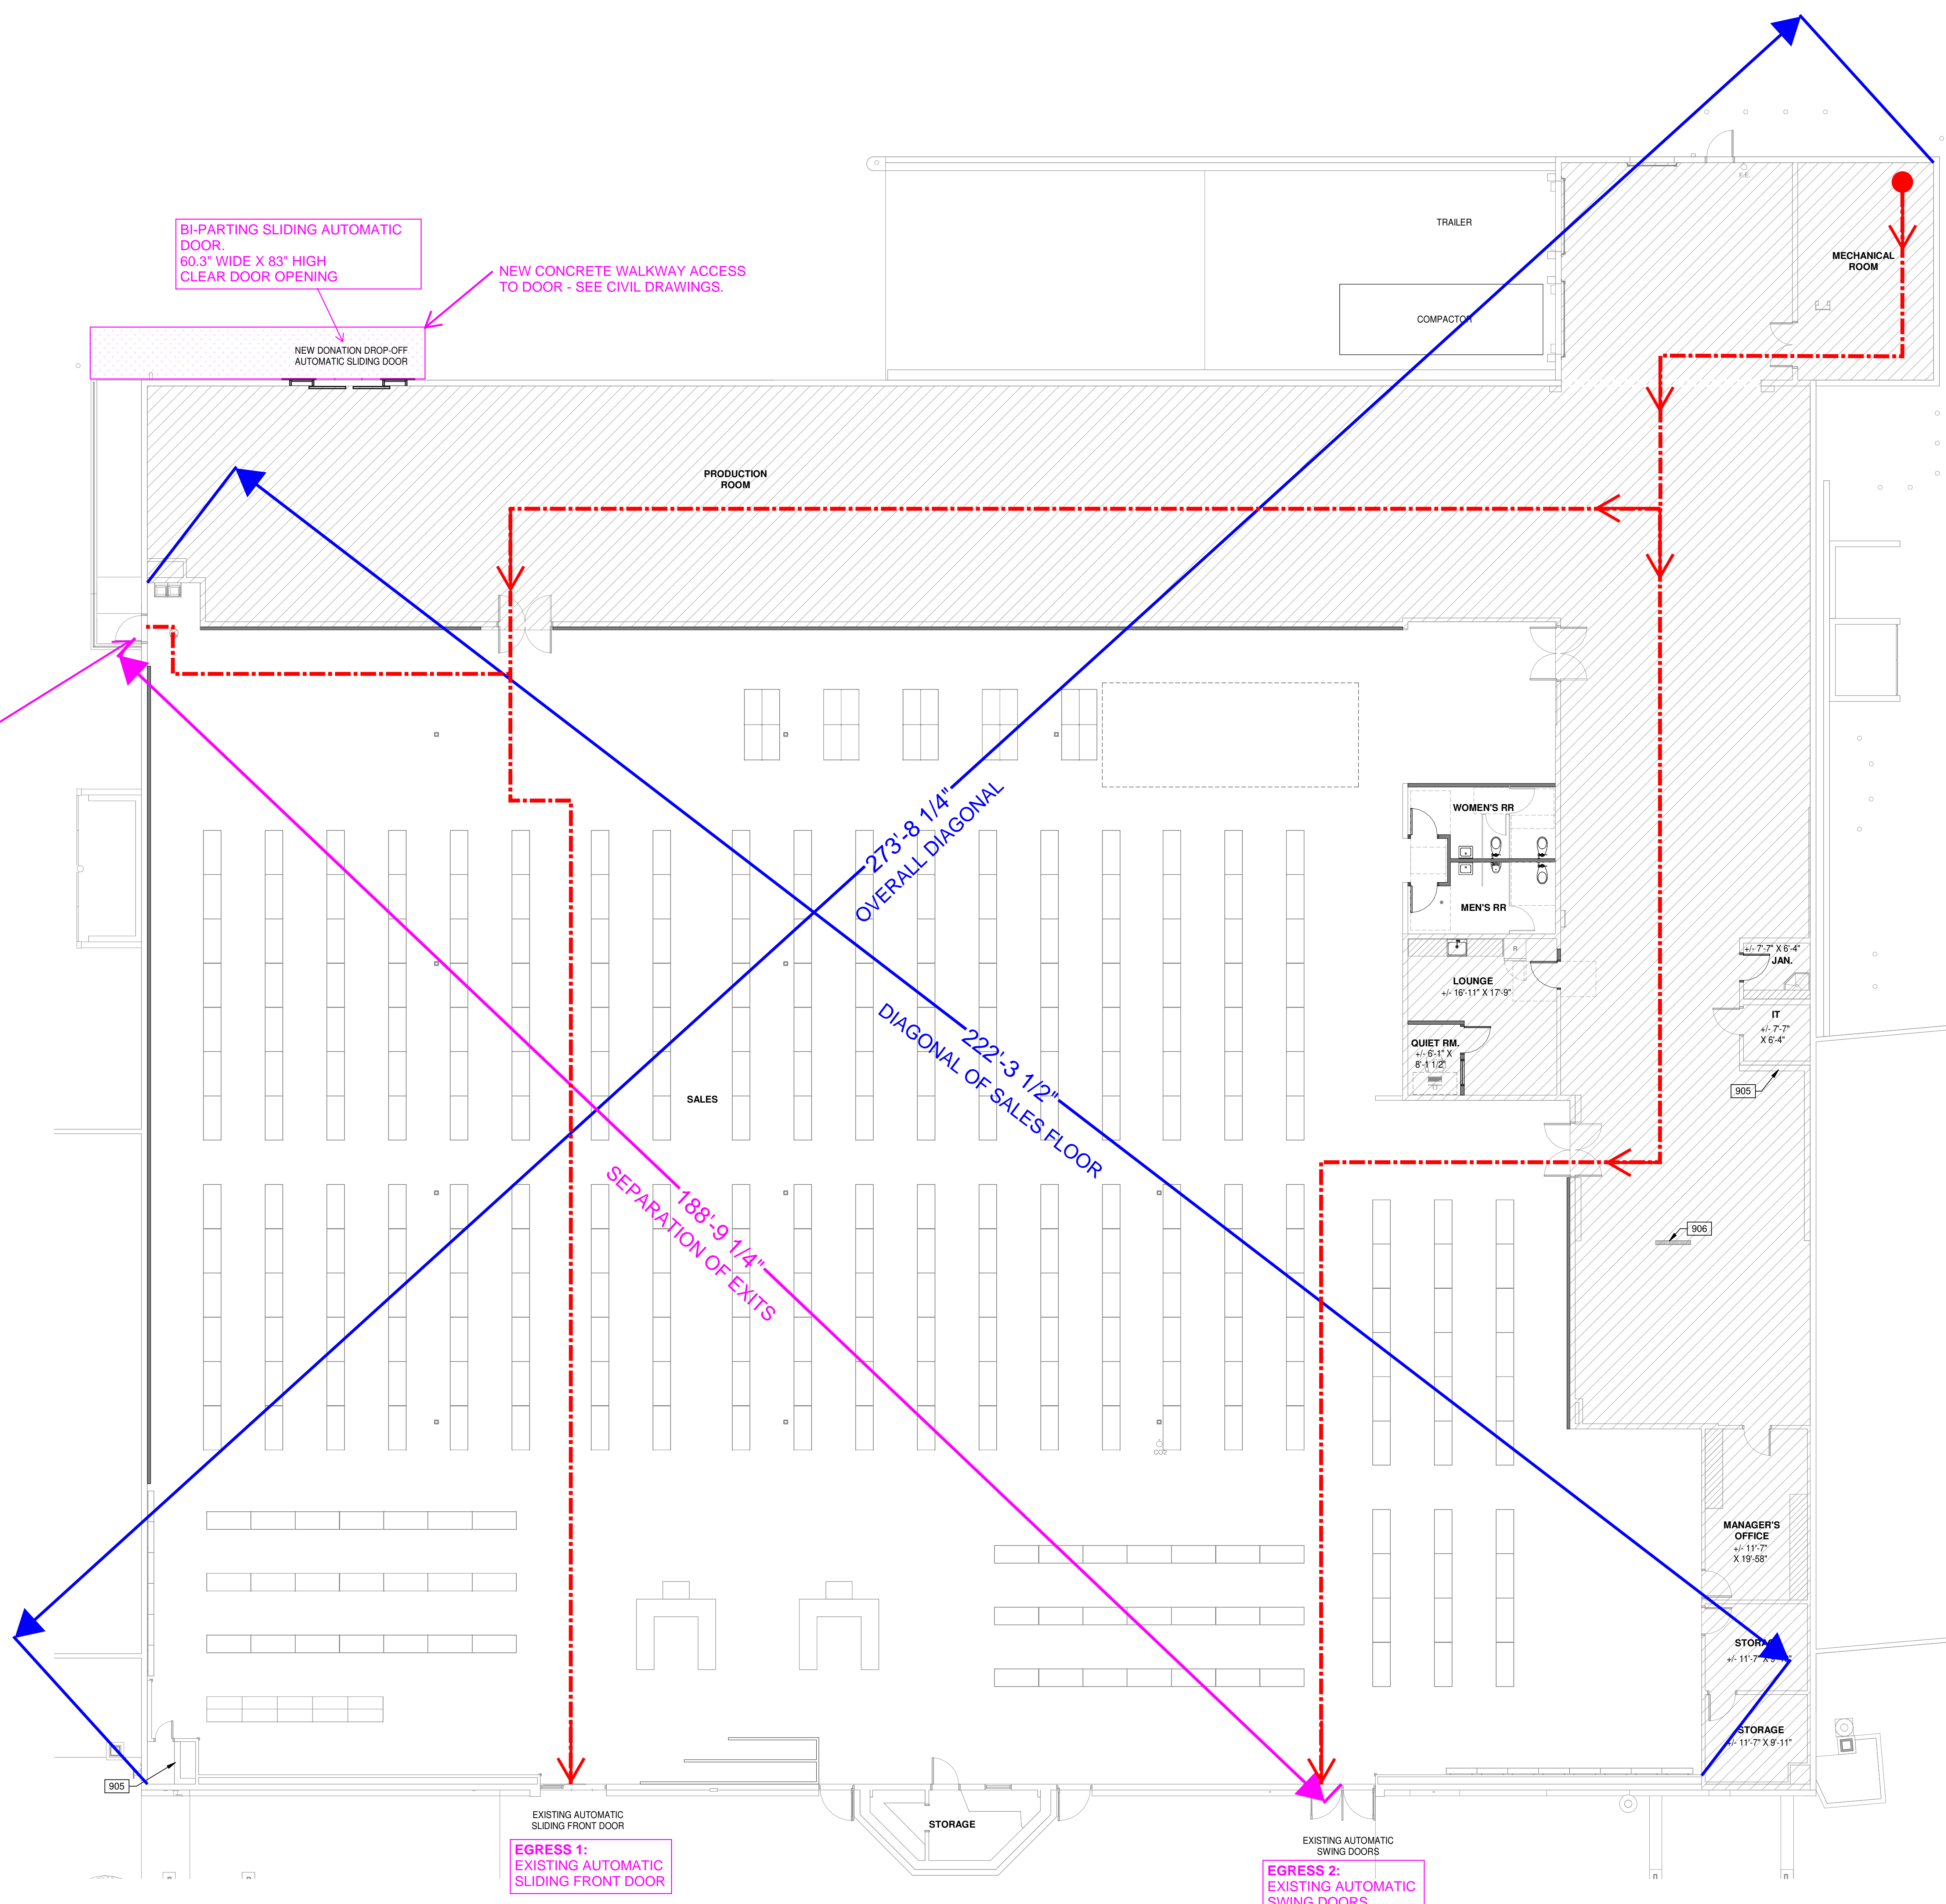 BI-PARTING SLIDING AUTOMATIC
DOOR.
60.3" WIDE X 83" HIGH
CLEAR DOOR OPENING
NEW CONCRETE WALKWAY ACCESS
TO DOOR - SEE CIVIL DRAWINGS.
NEW DONATION DROP-OFF
AUTOMATIC SLIDING DOOR
TRAILER
COMPACTOR
F.E.
MECHANICAL
ROOM
PRODUCTION
ROOM
273'-8 1/4"
OVERALL DIAGONAL
222'-3 1/2"
DIAGONAL OF SALES FLOOR
188'-9 1/4"
SEPARATION OF EXITS
WOMEN'S RR
MEN'S RR
R
LOUNGE
+/- 16'-11" X 17'-9"
QUIET RM.
+/- 6'-1" X
8'-1 1/2"
+/- 7'-7" X 6'-4"
JAN.
IT
+/- 7'-7"
X 6'-4"
905
906
SALES
CO2
MANAGER'S
OFFICE
+/- 11'-7"
X 19'-58"
STORAGE
+/- 11'-7" X
STORAGE
+/- 11'-7" X 9'-11"
905
EXISTING AUTOMATIC
SLIDING FRONT DOOR
EGRESS 1:
EXISTING AUTOMATIC
SLIDING FRONT DOOR
STORAGE
EXISTING AUTOMATIC
SWING DOORS
EGRESS 2:
EXISTING AUTOMATIC
SWING DOORS